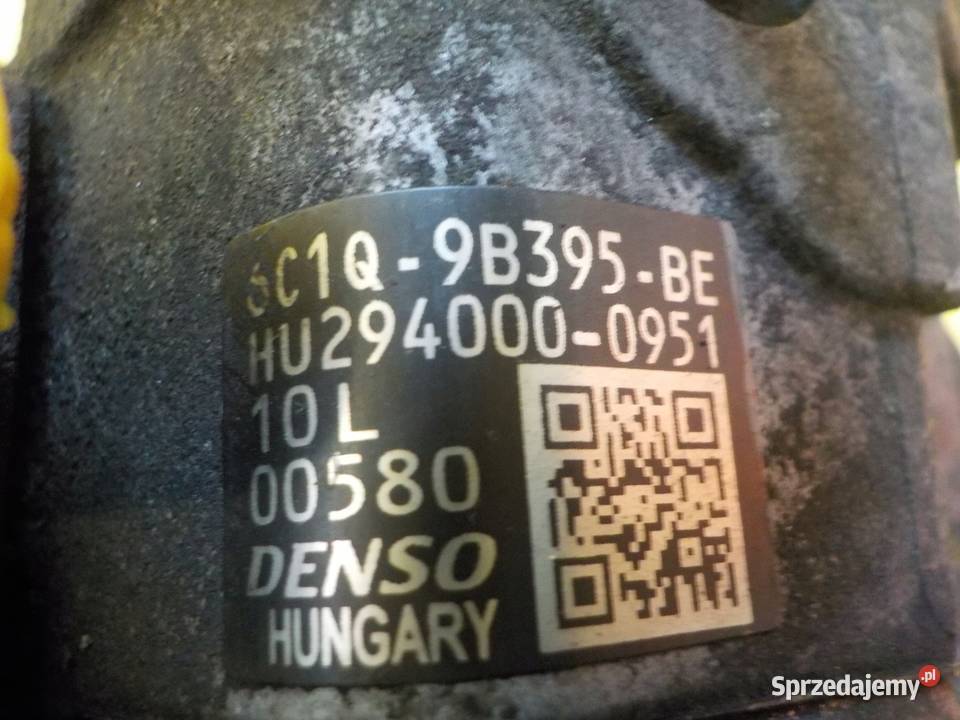 6C1Q-9B395-BE
HU294000-0951
10L
00580
DENSO
HUNGARY
Sprzedajemy.pl